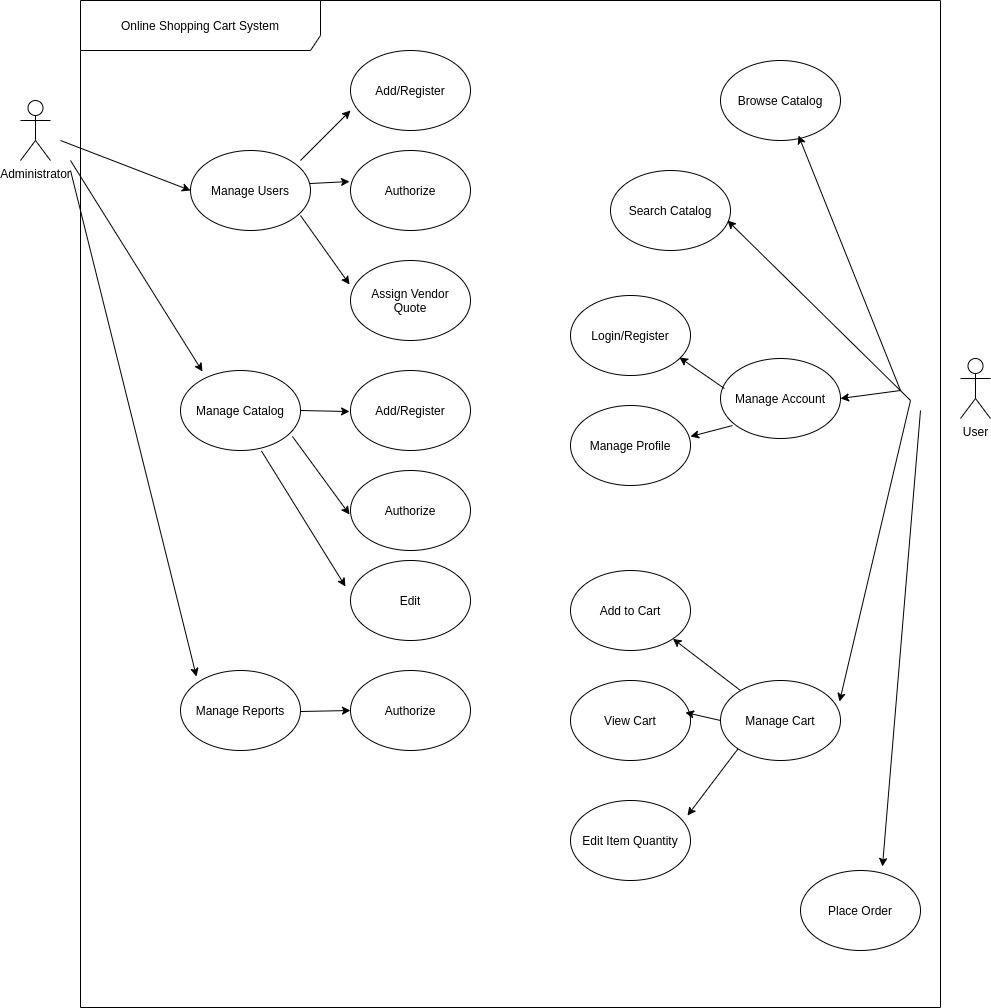 Online Shopping Cart System
Add/Register
Browse Catalog
Administrator
Manage Users
Authorize
Search Catalog
Assign Vendor
Quote
Login/Register
Manage Account
User
Manage Catalog
Add/Register
Manage Profile
Authorize
Edit
Add to Cart
Manage Reports
Authorize
View Cart
Manage Cart
Edit Item Quantity
Place Order